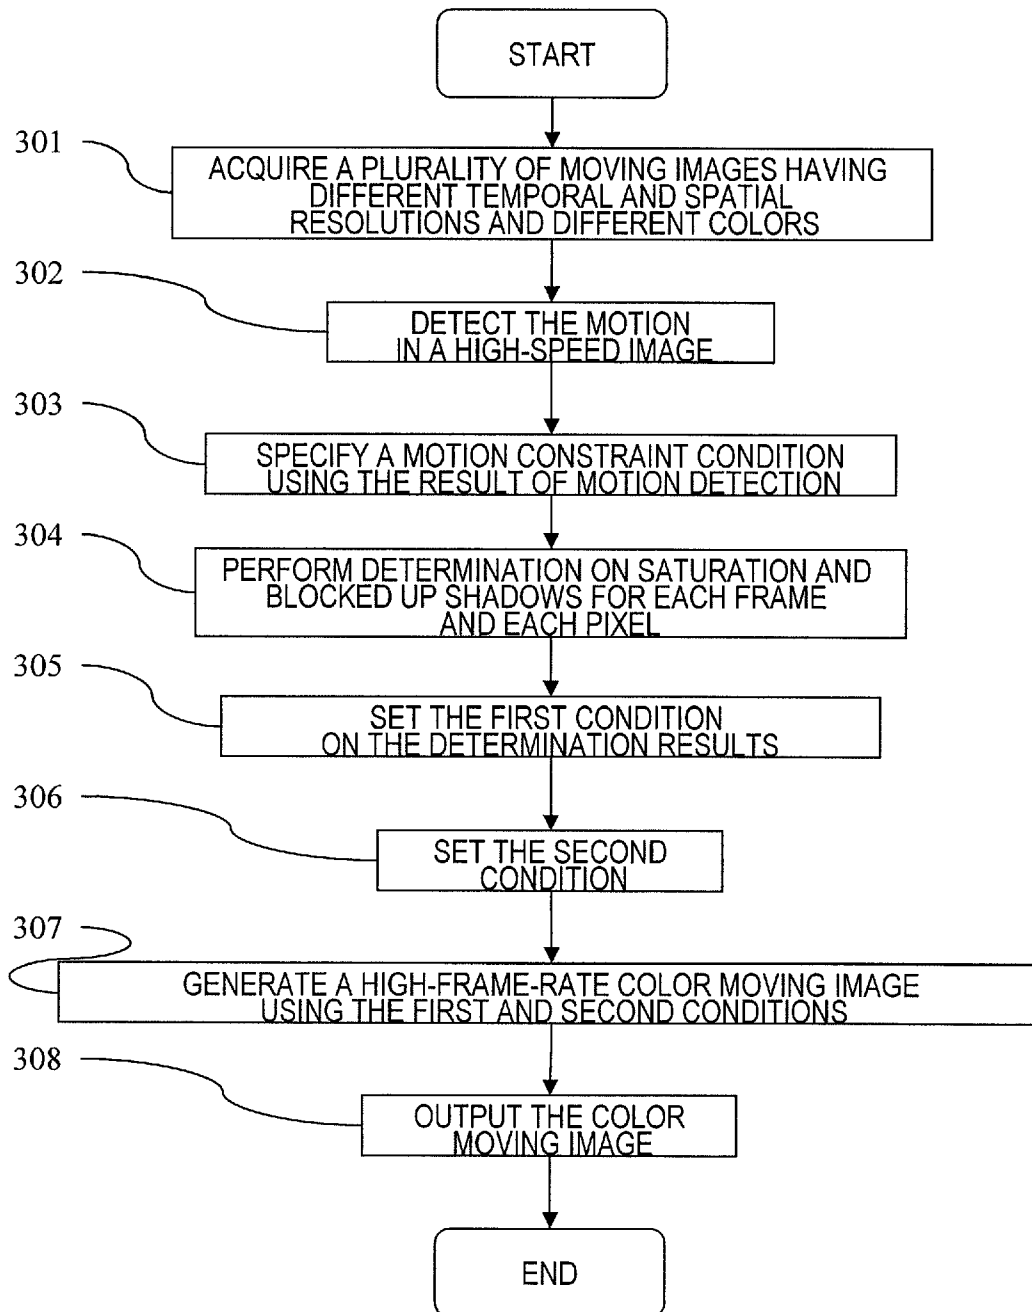 START
301
ACQUIRE A PLURALITY OF MOVING IMAGES HAVING
DIFFERENT TEMPORAL AND SPATIAL
RESOLUTIONS AND DIFFERENT COLORS
302
DETECT THE MOTION
IN A HIGH-SPEED IMAGE
303
SPECIFY A MOTION CONSTRAINT CONDITION
USING THE RESULT OF MOTION DETECTION
304
PERFORM DETERMINATION ON SATURATION AND
BLOCKED UP SHADOWS FOR EACH FRAME
AND EACH PIXEL
305
SET THE FIRST CONDITION
ON THE DETERMINATION RESULTS
306
SET THE SECOND
CONDITION
307
GENERATE A HIGH-FRAME-RATE COLOR MOVING IMAGE
USING THE FIRST AND SECOND CONDITIONS
308
OUTPUT THE COLOR
MOVING IMAGE
END